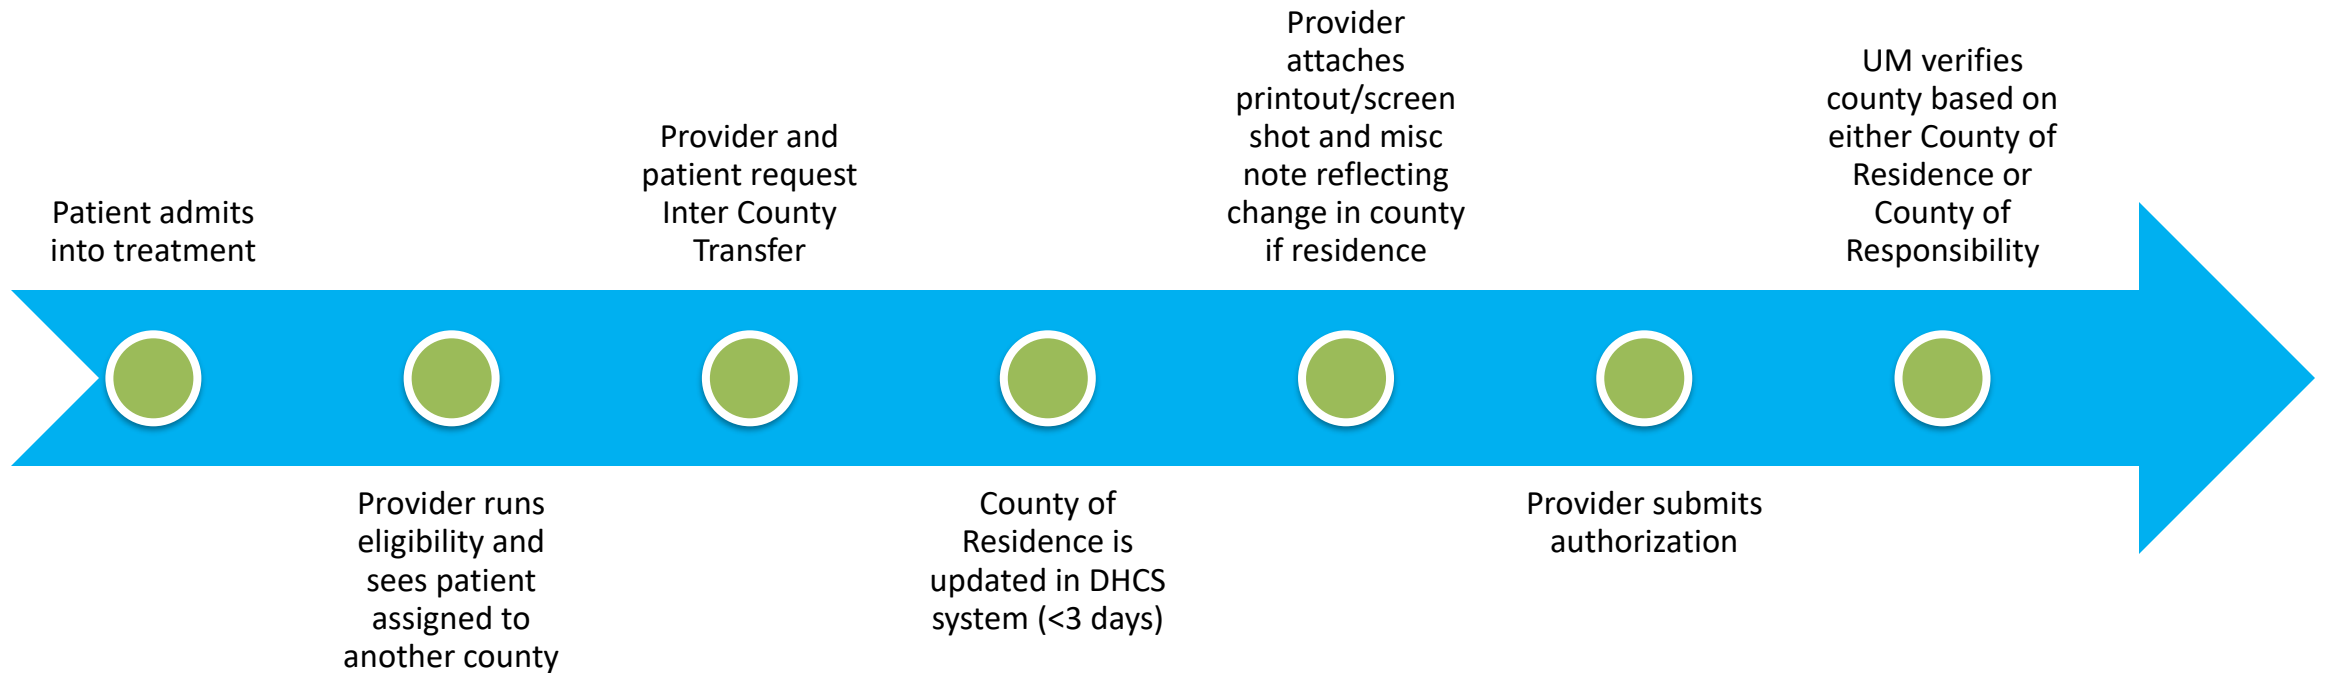 Patient admits
into treatment
Provider runs
eligibility and
sees patient
assigned to
another county
Provider and
patient request
Inter County
Transfer
County of
Residence is
updated in DHCS
system (<3 days)
Provider
attaches
printout/screen
shot and misc
note reflecting
change in county
if residence
Provider submits
authorization
UM verifies
county based on
either County of
Residence or
County of
Responsibility